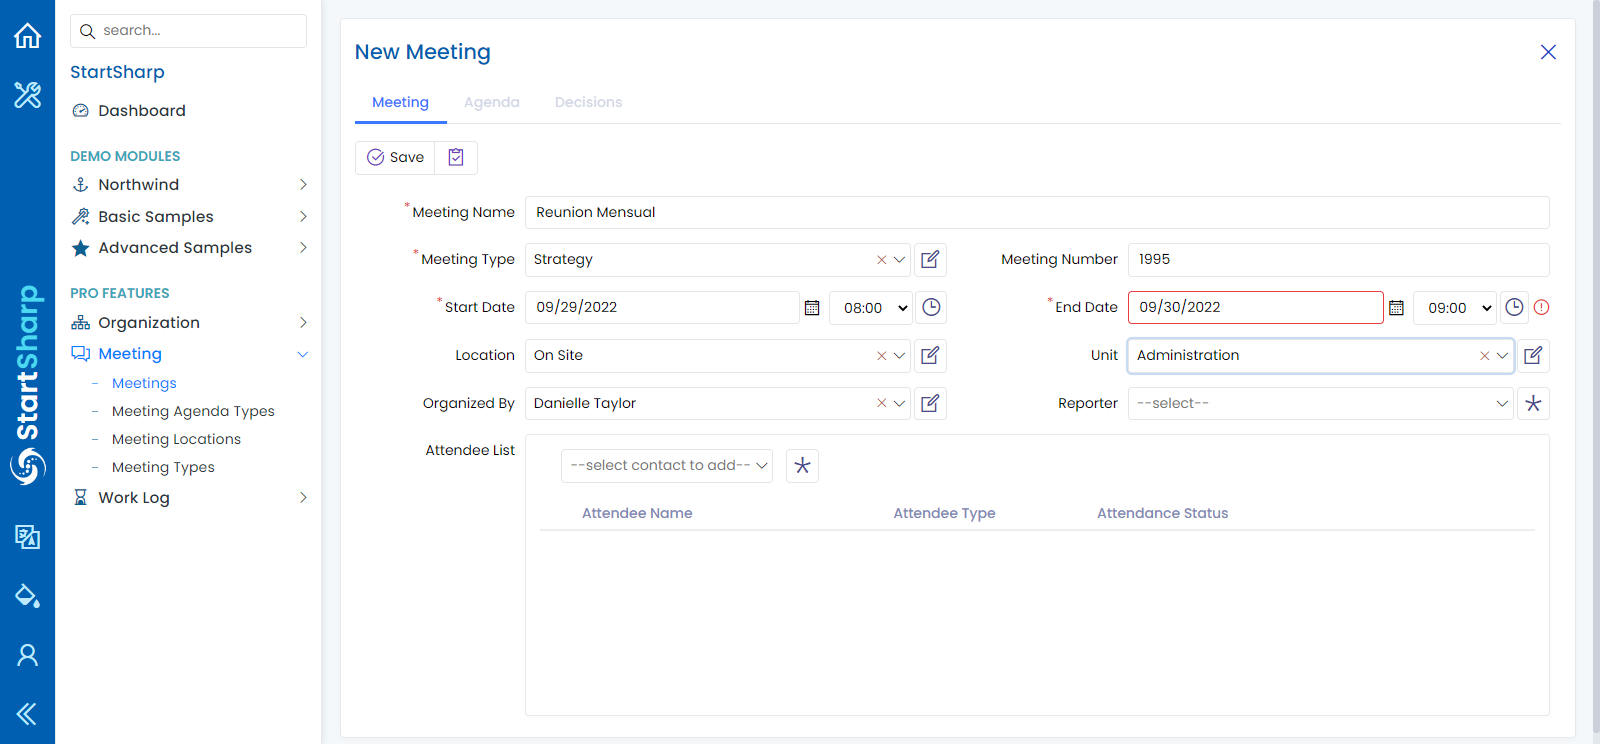 search...
StartSharp
Dashboard
DEMO MODULES
Northwind
Basic Samples
Advanced Samples
PRO FEATURES
Organization
Meeting
- Meetings
- Meeting Agenda Types
- Meeting Locations
- Meeting Types
Work Log
StartSharp
New Meeting
Meeting Agenda Decisions
Save
*Meeting Name Reunion Mensual
*Meeting Type Strategy Meeting Number 1995
*Start Date 09/29/2022 08:00 *End Date 09/30/2022 09:00
Location On Site Unit Administration
Organized By Danielle Taylor Reporter --select--
Attendee List --select contact to add--
Attendee Name Attendee Type Attendance Status